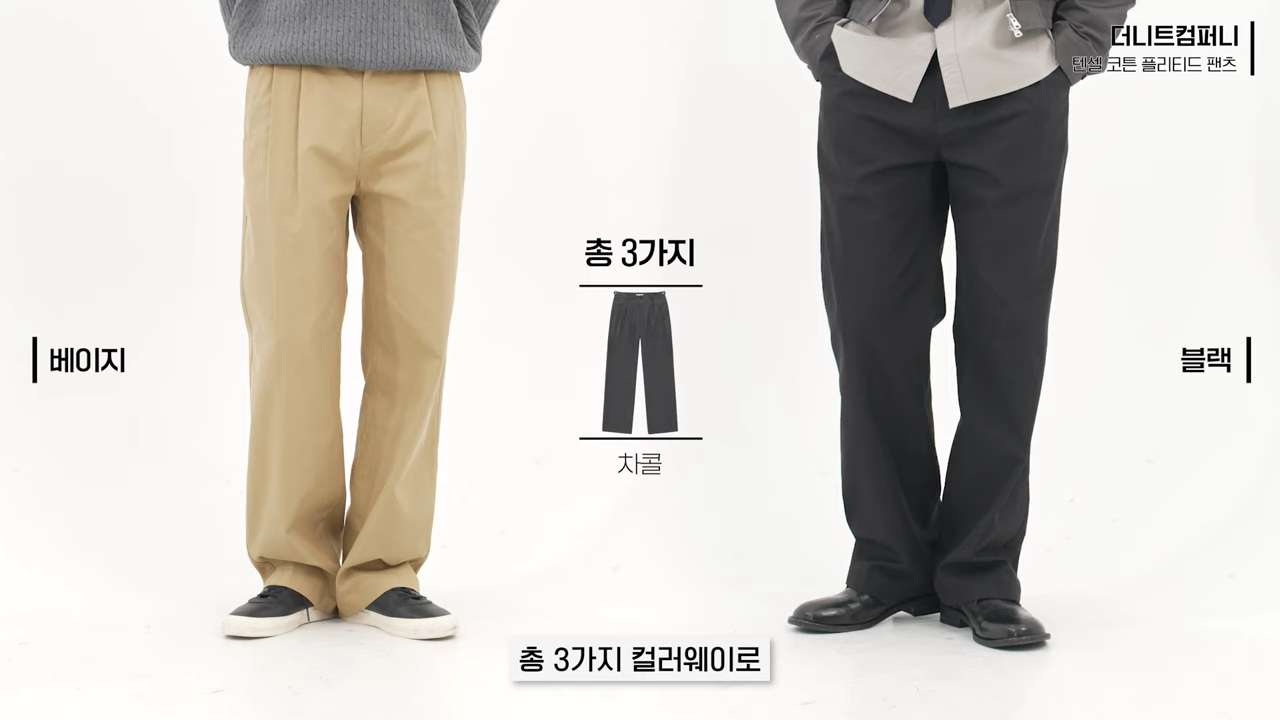 더니트컴퍼니
텐셀 코튼 플리티드 팬츠
총 3가지
베이지
블랙
차콜
총 3가지 컬러웨이로